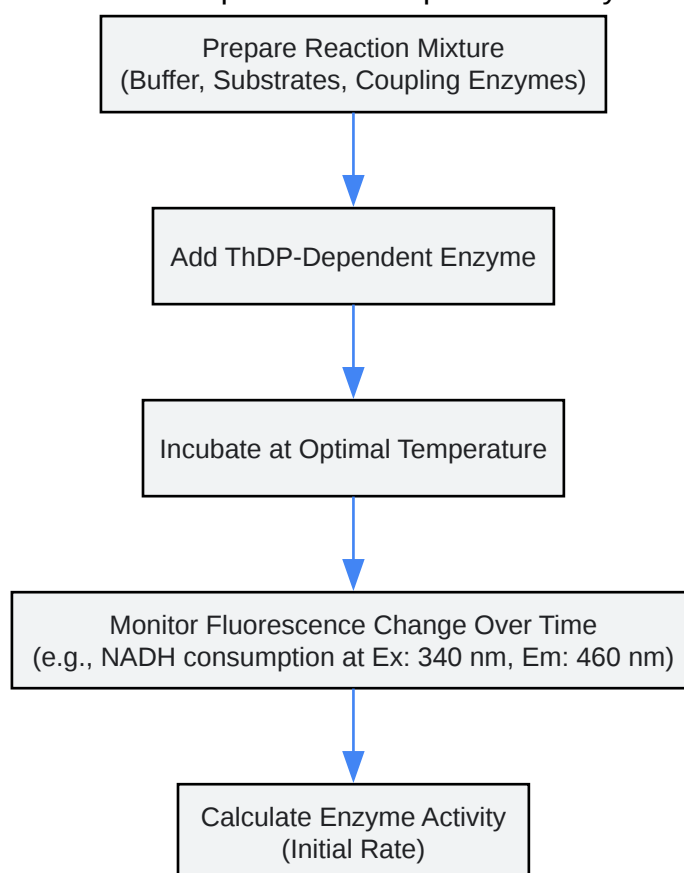 Prepare Reaction Mixture
(Buffer, Substrates, Coupling Enzymes)
Add ThDP-Dependent Enzyme
Incubate at Optimal Temperature
Monitor Fluorescence Change Over Time
(e.g., NADH consumption at Ex: 340 nm, Em: 460 nm)
Calculate Enzyme Activity
(Initial Rate)